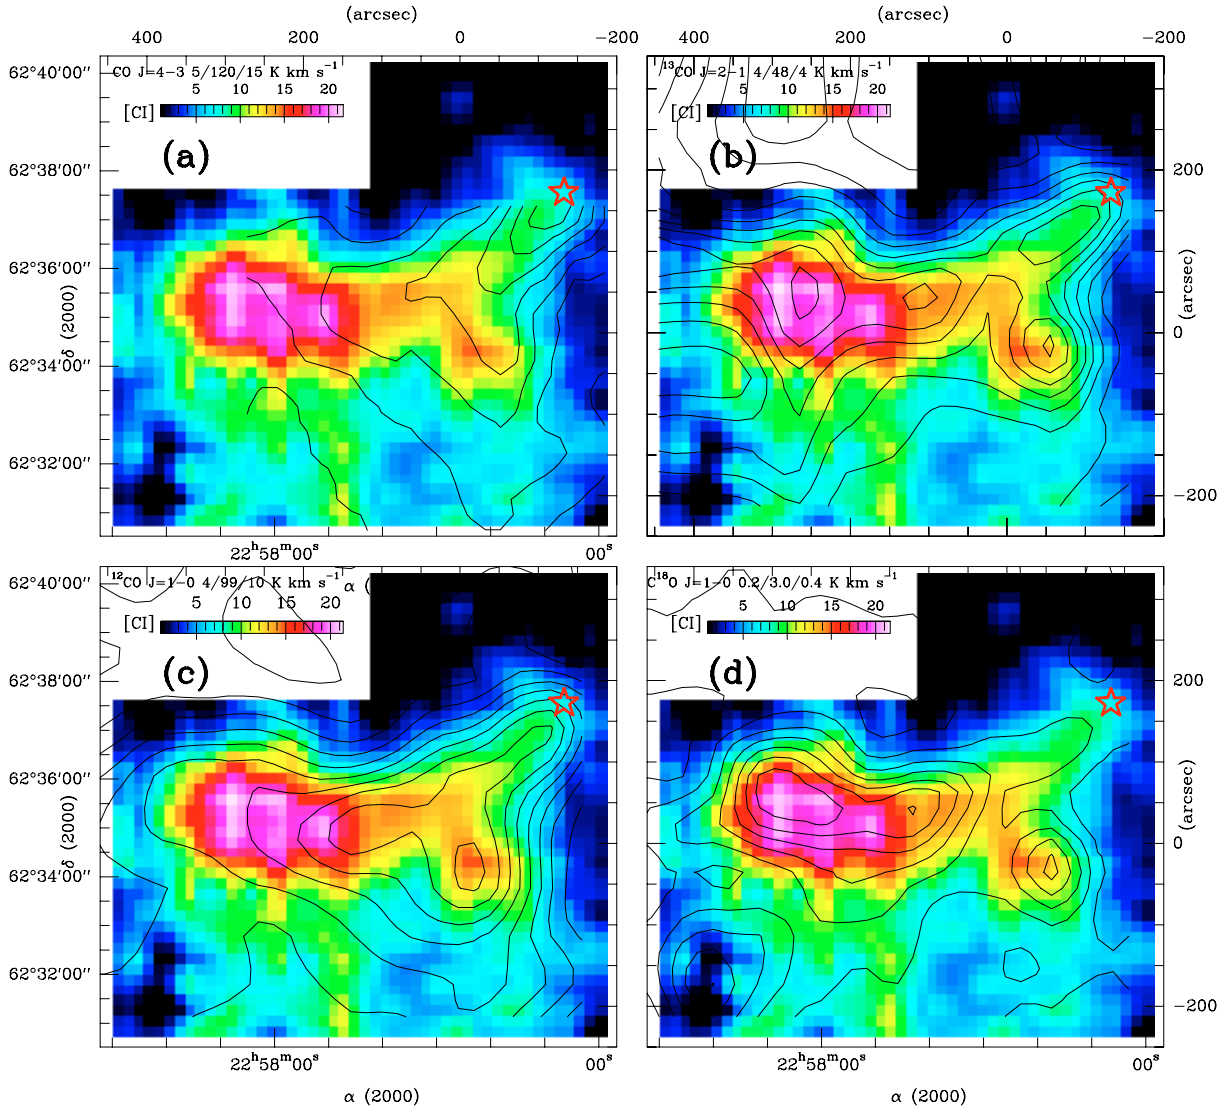 (arcsec)
(arcsec)
400 200 0 −200
200 0 −200
62°40′00″
CO J=4−3 5/120/15 K km s⁻¹
¹³CO J=2−1 4/48/4 K km s⁻¹
5 10 15 20
5 10 15 20
[CI]
[CI]
(a)
(b)
62°38′00″
200
62°36′00″
δ (2000)
0
(arcsec)
62°34′00″
62°32′00″
−200
22ʰ58ᵐ00ˢ
00ˢ
62°40′00″
¹²CO J=1−0 4/99/10 K km s⁻¹
α (
C¹⁸O J=1−0 0.2/3.0/0.4 K km s⁻¹
5 10 15 20
5 10 15 20
[CI]
[CI]
(c)
(d)
62°38′00″
200
62°36′00″
δ (2000)
0
(arcsec)
62°34′00″
62°32′00″
−200
22ʰ58ᵐ00ˢ 00ˢ
22ʰ58ᵐ00ˢ 00ˢ
α (2000)
α (2000)